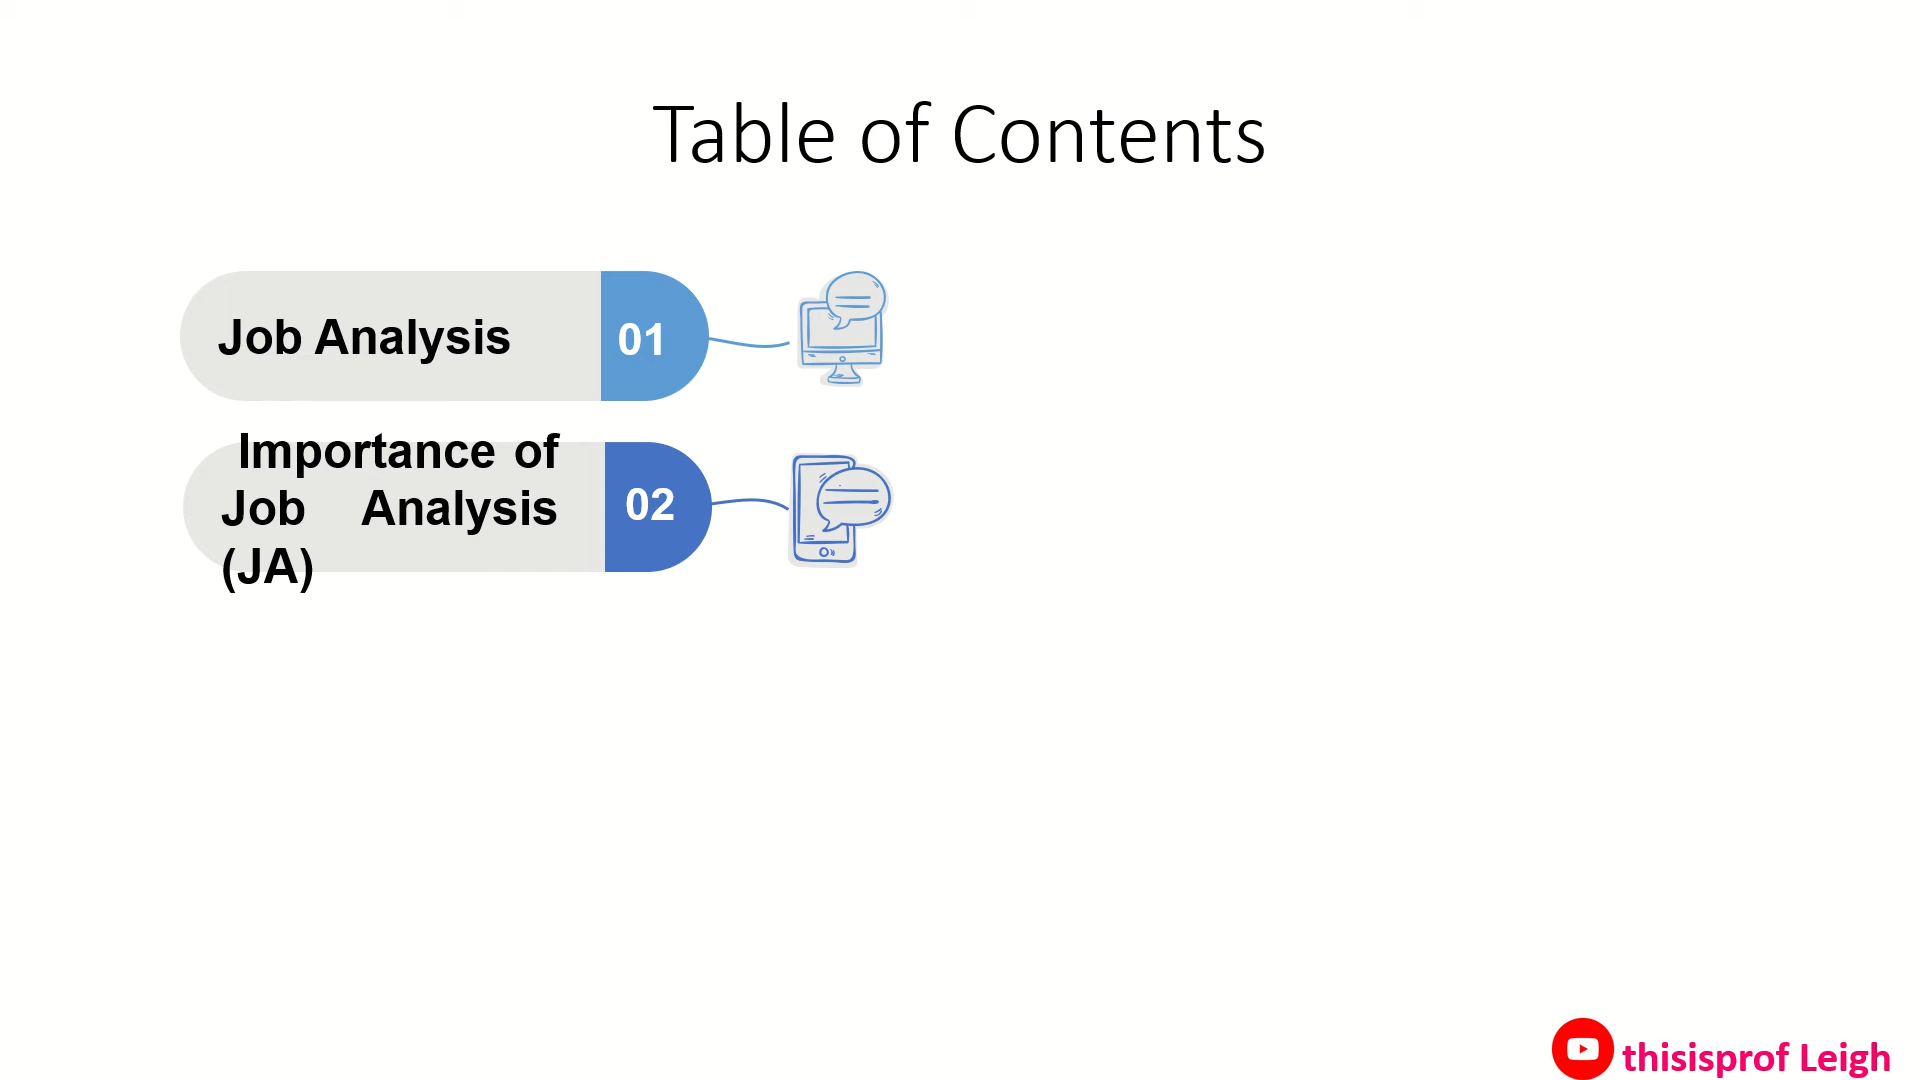 Table of Contents
Job Analysis
01
Importance of
Job Analysis
(JA)
02
thisisprof Leigh